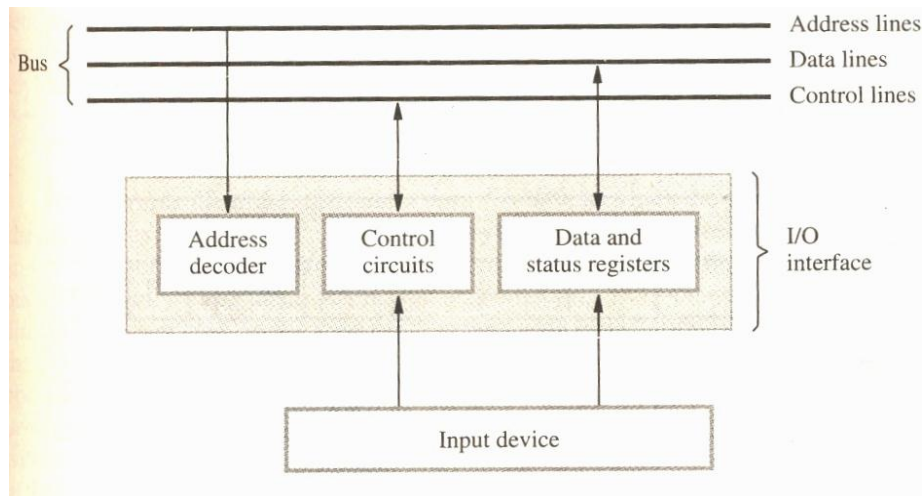 Address lines
Bus
Data lines
Control lines
Address
decoder
Control
circuits
Data and
status registers
I/O
interface
Input device